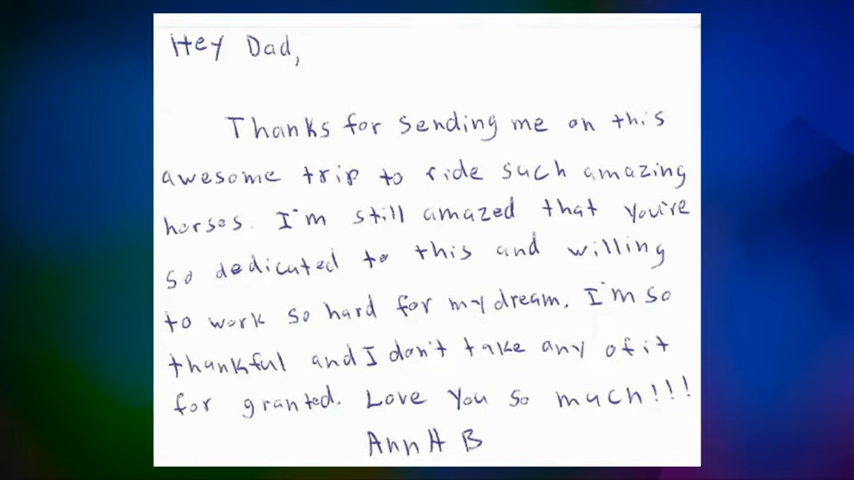 Hey Dad,
Thanks for sending me on this
awesome trip to ride such amazing
horses. I'm still amazed that you're
so dedicated to this and willing
to work so hard for my dream. I'm so
thankful and I don't take any of it
for granted. Love you so much!!!
AnnH B